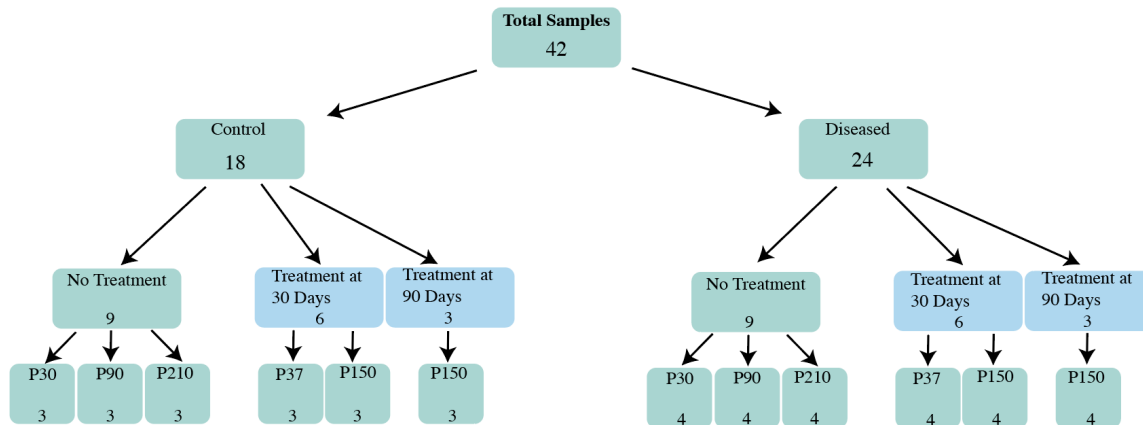 Total Samples
42
Control
18
Diseased
24
No Treatment
9
Treatment at
30 Days
6
Treatment at
90 Days
3
No Treatment
9
Treatment at
30 Days
6
Treatment at
90 Days
3
P30
3
P90
3
P210
3
P37
3
P150
3
P150
3
P30
4
P90
4
P210
4
P37
4
P150
4
P150
4